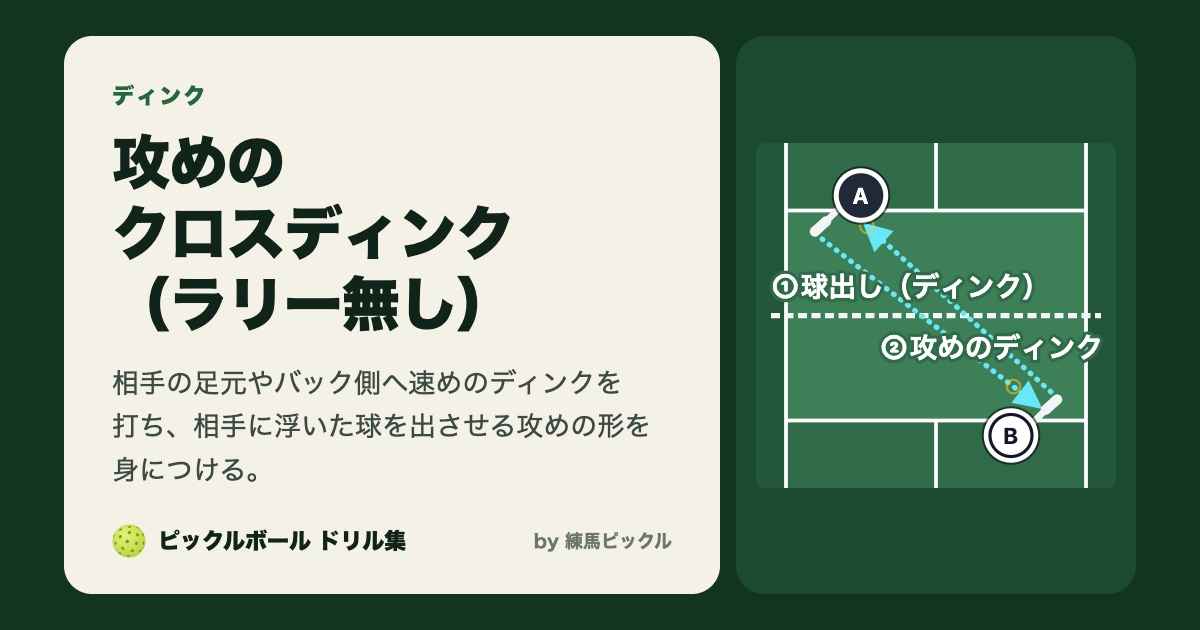 ディンク
攻めの
クロスディンク
（ラリー無し）
相手の足元やバック側へ速めのディンクを
打ち、相手に浮いた球を出させる攻めの形を
身につける。
ピックルボール ドリル集
by 練馬ピックル
A
①球出し（ディンク）
②攻めのディンク
B